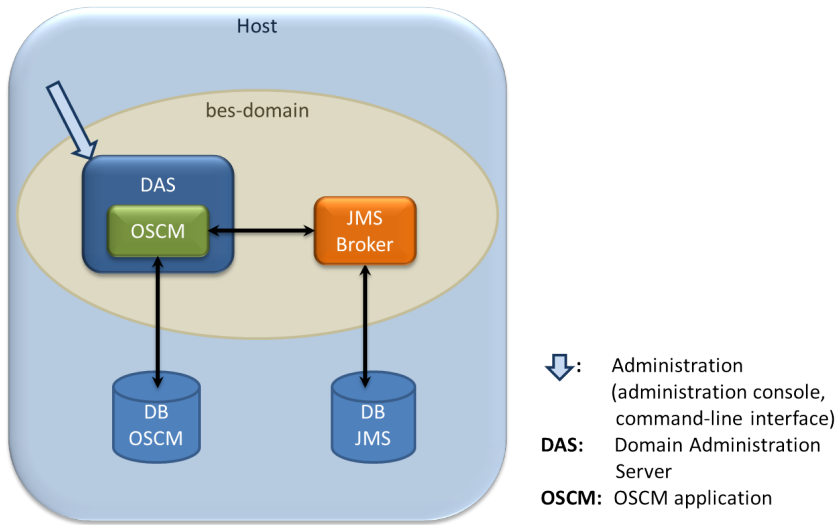 Host
bes-domain
DAS
OSCM
JMS
Broker
DB
OSCM
DB
JMS
: Administration
(administration console,
command-line interface)
DAS: Domain Administration
Server
OSCM: OSCM application